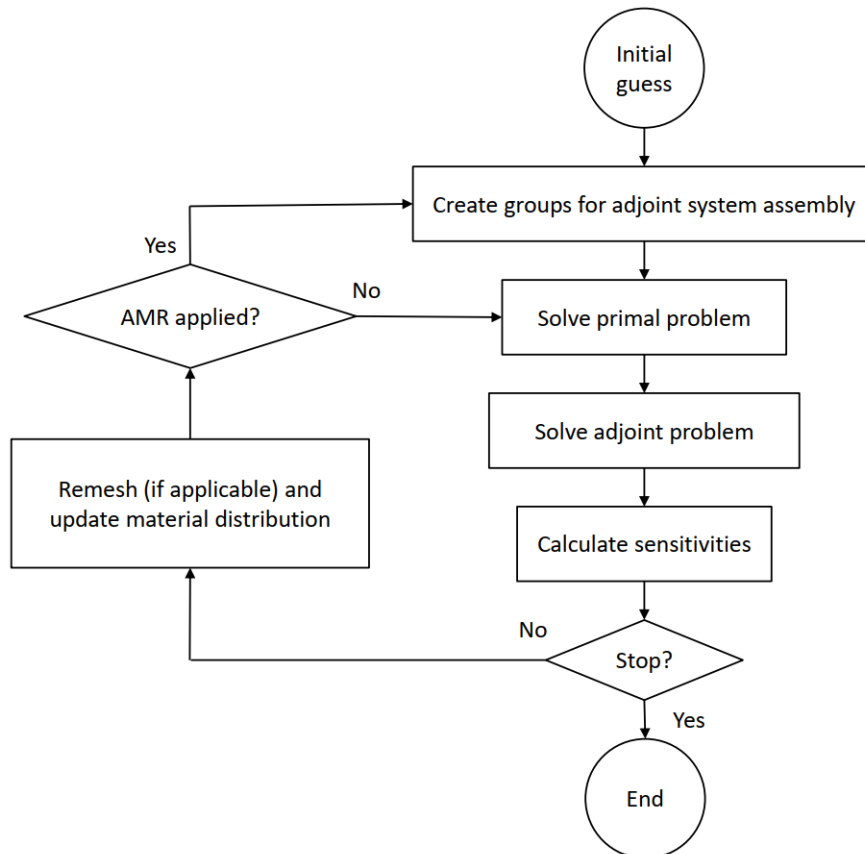 Initial
guess
Create groups for adjoint system assembly
Yes
AMR applied?
No
Solve primal problem
Solve adjoint problem
Remesh (if applicable) and
update material distribution
Calculate sensitivities
No
Stop?
Yes
End